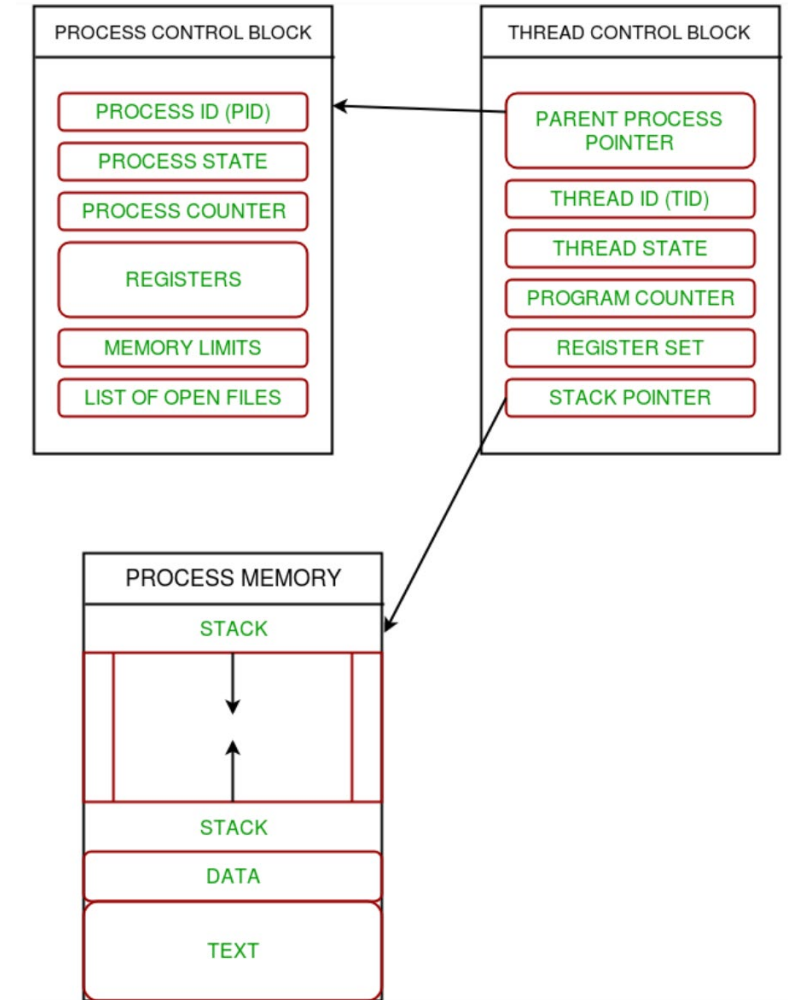 PROCESS CONTROL BLOCK
PROCESS ID (PID)
PROCESS STATE
PROCESS COUNTER
REGISTERS
MEMORY LIMITS
LIST OF OPEN FILES
THREAD CONTROL BLOCK
PARENT PROCESS
POINTER
THREAD ID (TID)
THREAD STATE
PROGRAM COUNTER
REGISTER SET
STACK POINTER
PROCESS MEMORY
STACK
STACK
DATA
TEXT